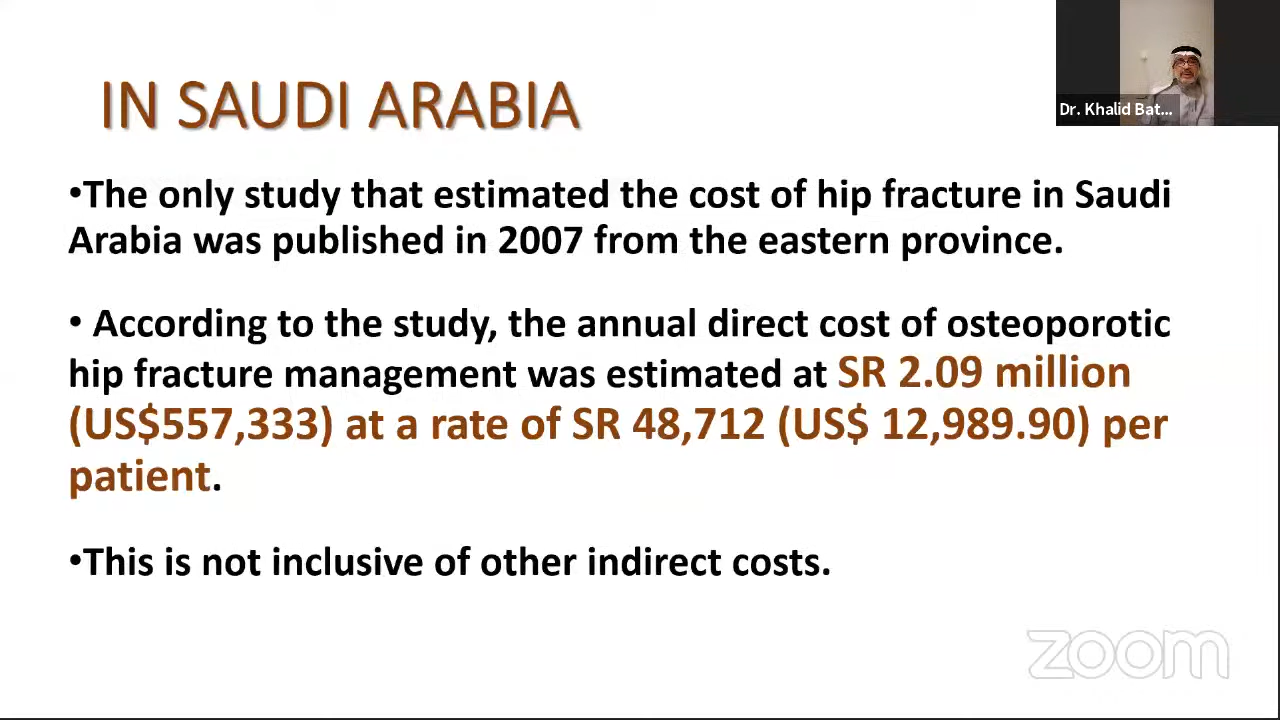 IN SAUDI ARABIA
Dr. Khalid Bat...
•The only study that estimated the cost of hip fracture in Saudi
Arabia was published in 2007 from the eastern province.
• According to the study, the annual direct cost of osteoporotic
hip fracture management was estimated at SR 2.09 million
(US$557,333) at a rate of SR 48,712 (US$ 12,989.90) per
patient.
•This is not inclusive of other indirect costs.
zoom